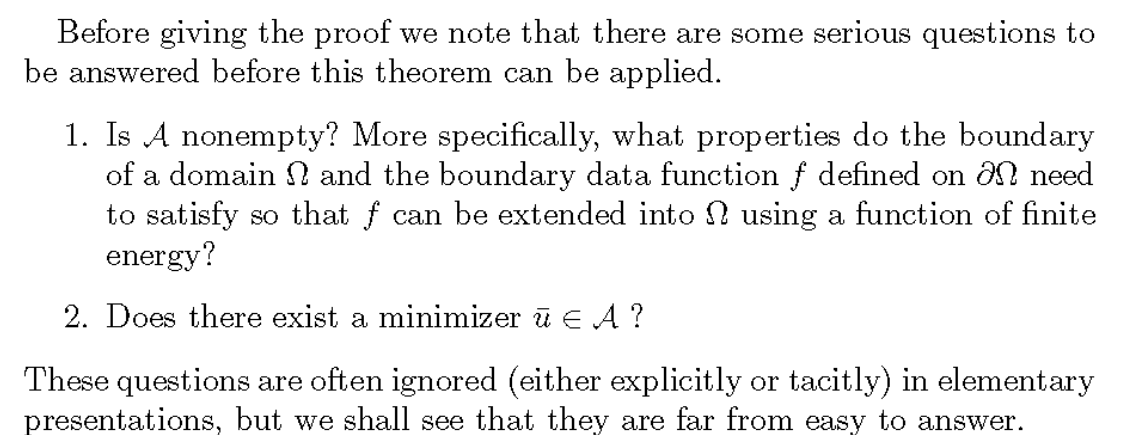 Before giving the proof we note that there are some serious questions to
be answered before this theorem can be applied.
1. Is 𝒜 nonempty? More specifically, what properties do the boundary
of a domain Ω and the boundary data function f defined on ∂Ω need
to satisfy so that f can be extended into Ω using a function of finite
energy?
2. Does there exist a minimizer ū ∈ 𝒜 ?
These questions are often ignored (either explicitly or tacitly) in elementary
presentations, but we shall see that they are far from easy to answer.